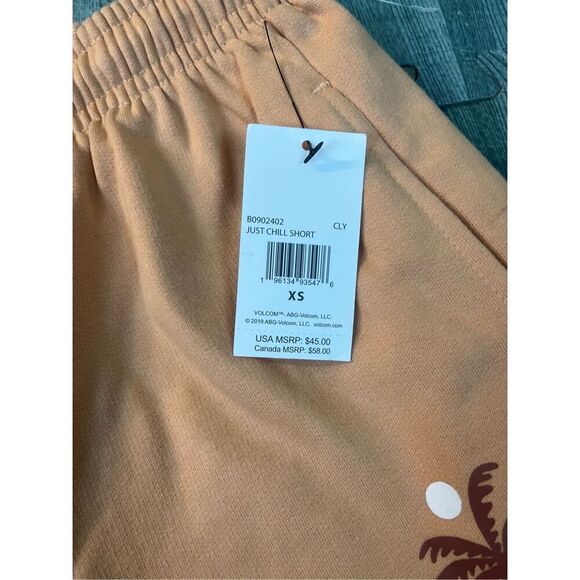 B0902402 CLY
JUST CHILL SHORT
1 96134 93547 6
XS
VOLCOM™- ABG-Volcom, LLC.
© 2019 ABG-Volcom, LLC. volcom.com
USA MSRP: $45.00
Canada MSRP: $58.00